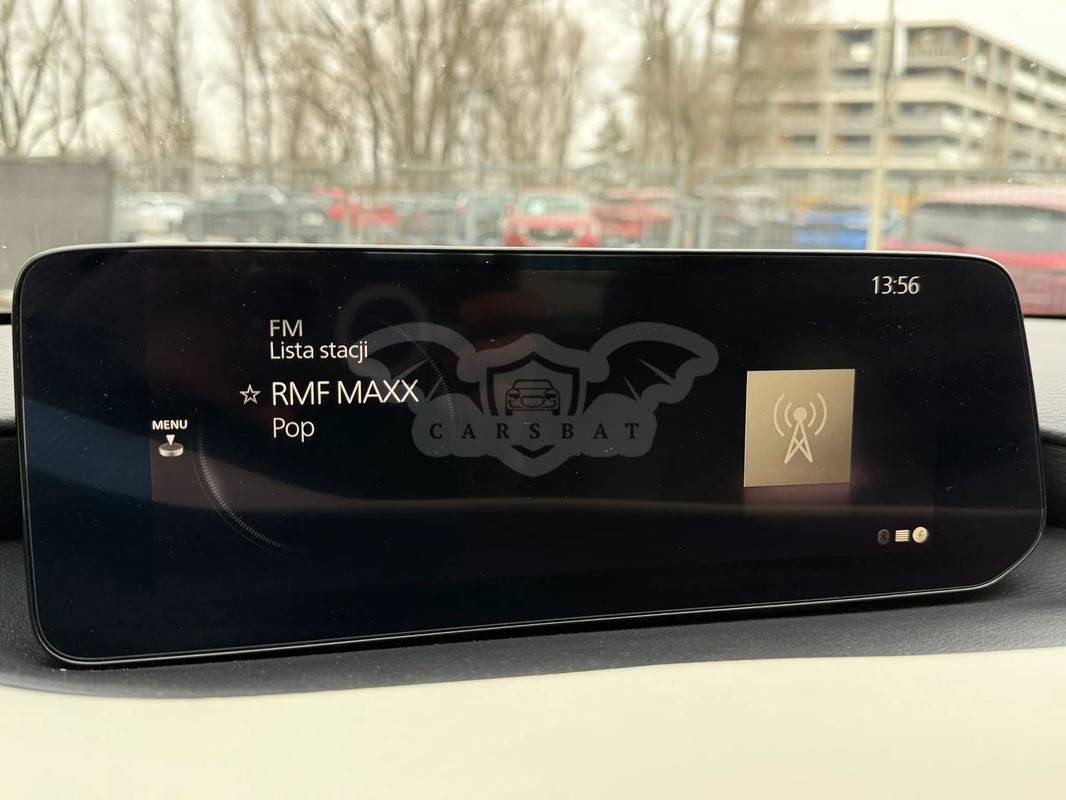 13:56
FM
Lista stacji
RMF MAXX
MENU
Pop
CARSBAT